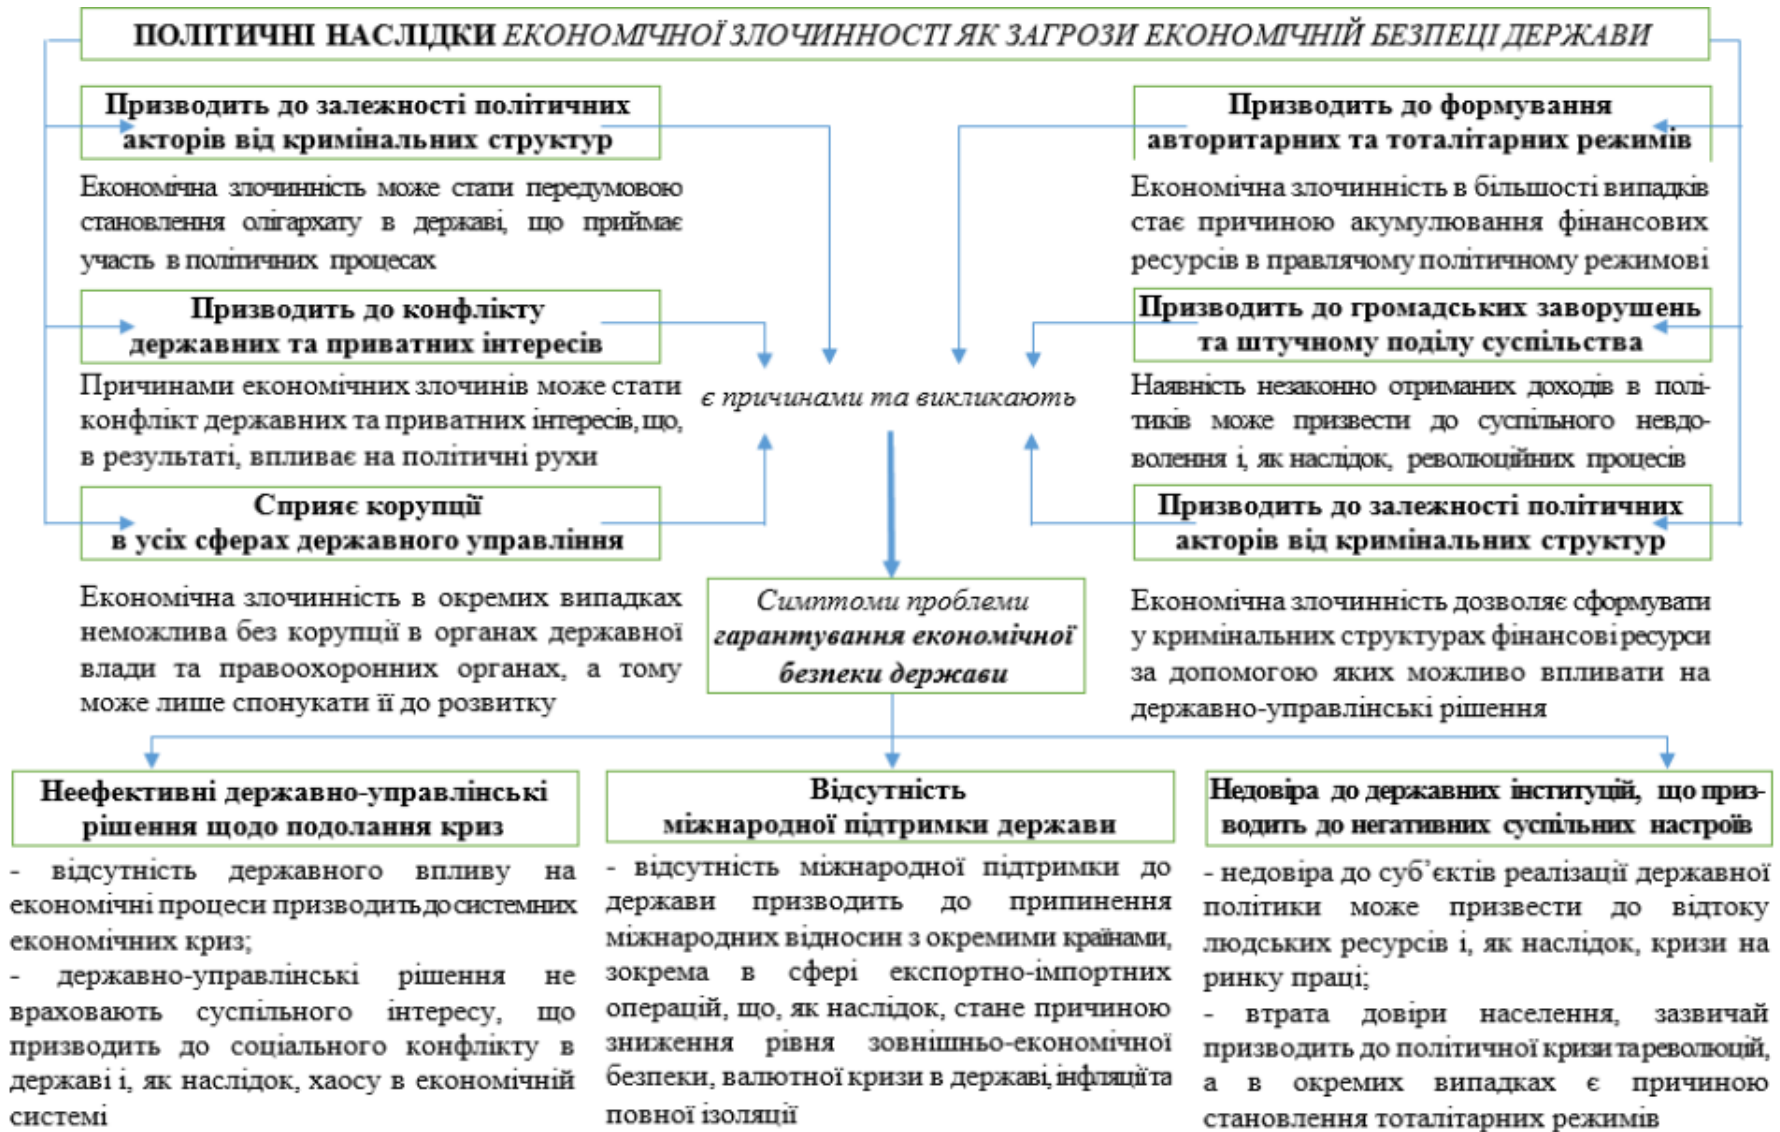 ПОЛІТИЧНІ НАСЛІДКИ ЕКОНОМІЧНОЇ ЗЛОЧИННОСТІ ЯК ЗАГРОЗИ ЕКОНОМІЧНІЙ БЕЗПЕЦІ ДЕРЖАВИ
Призводить до залежності політичних
акторів від кримінальних структур
Економічна злочинність може стати передумовою
становлення олігархату в державі, що приймає
участь в політичних процесах
Призводить до конфлікту
державних та приватних інтересів
Причинами економічних злочинів може стати
конфлікт державних та приватних інтересів, що,
в результаті, впливає на політичні рухи
Сприяє корупції
в усіх сферах державного управління
Економічна злочинність в окремих випадках
неможлива без корупції в органах державної
влади та правоохоронних органах, а тому
може лише спонукати її до розвитку
є причинами та викликають
Призводить до формування
авторитарних та тоталітарних режимів
Економічна злочинність в більшості випадків
стає причиною акумулювання фінансових
ресурсів в правлячому політичному режимові
Призводить до громадських заворушень
та штучному поділу суспільства
Наявність незаконно отриманих доходів в полі-
тиків може призвести до суспільного невдо-
волення і, як наслідок, революційних процесів
Призводить до залежності політичних
акторів від кримінальних структур
Економічна злочинність дозволяє сформувати
у кримінальних структурах фінансові ресурси
за допомогою яких можливо впливати на
державно-управлінські рішення
Симптоми проблеми
гарантування економічної
безпеки держави
Неефективні державно-управлінські
рішення щодо подолання криз
- відсутність державного впливу на
економічні процеси призводить до системних
економічних криз;
- державно-управлінські рішення не
враховають суспільного інтересу, що
призводить до соціального конфлікту в
державі і, як наслідок, хаосу в економічній
системі
Відсутність
міжнародної підтримки держави
- відсутність міжнародної підтримки до
держави призводить до припинення
міжнародних відносин з окремими країнами,
зокрема в сфері експортно-імпортних
операцій, що, як наслідок, стане причиною
зниження рівня зовнішньо-економічної
безпеки, валютної кризи в державі, інфляції та
повної ізоляції
Недовіра до державних інституцій, що приз-
водить до негативних суспільних настроїв
- недовіра до суб’єктів реалізації державної
політики може призвести до відтоку
людських ресурсів і, як наслідок, кризи на
ринку праці;
- втрата довіри населення, зазвичай
призводить до політичної кризи та революцій,
а в окремих випадках є причиною
становлення тоталітарних режимів